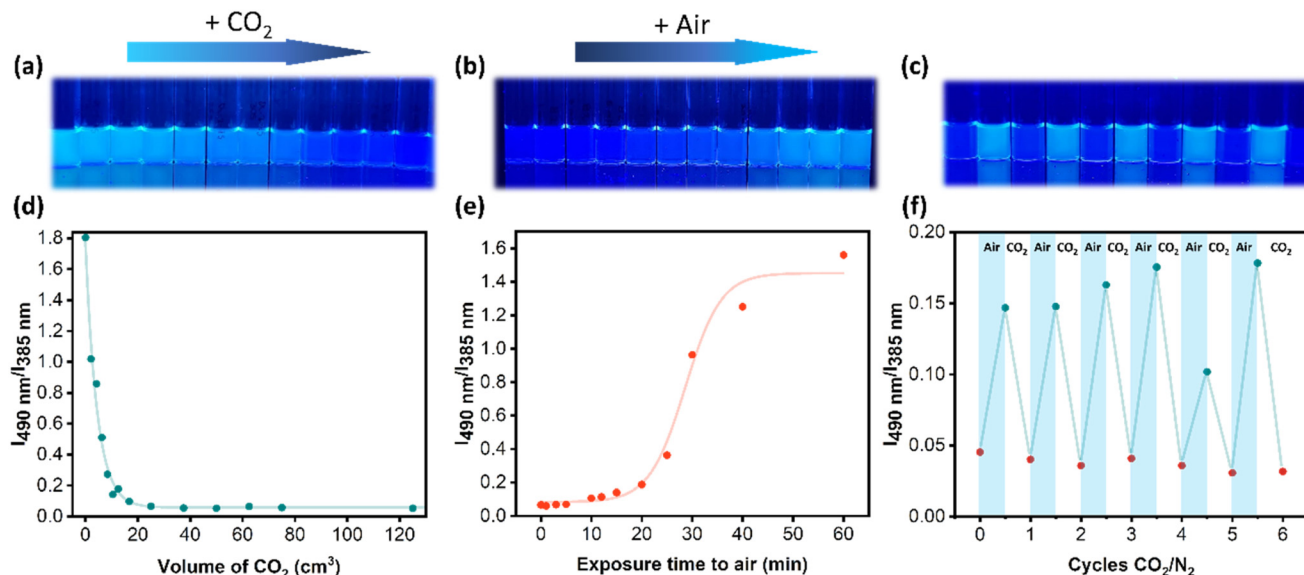 + CO₂
+ Air
(a)
(b)
(c)
(d)
(e)
(f)
I490 nm/I385 nm
1.8
1.6
1.4
1.2
1.0
0.8
0.6
0.4
0.2
0.0
0 20 40 60 80 100 120
Volume of CO₂ (cm³)
I490 nm/I385 nm
1.6
1.4
1.2
1.0
0.8
0.6
0.4
0.2
0.0
0 10 20 30 40 50 60
Exposure time to air (min)
I490 nm/I385 nm
0.20
0.15
0.10
0.05
0.00
Air CO₂ Air CO₂ Air CO₂ Air CO₂ Air CO₂ Air CO₂
0 1 2 3 4 5 6
Cycles CO₂/N₂